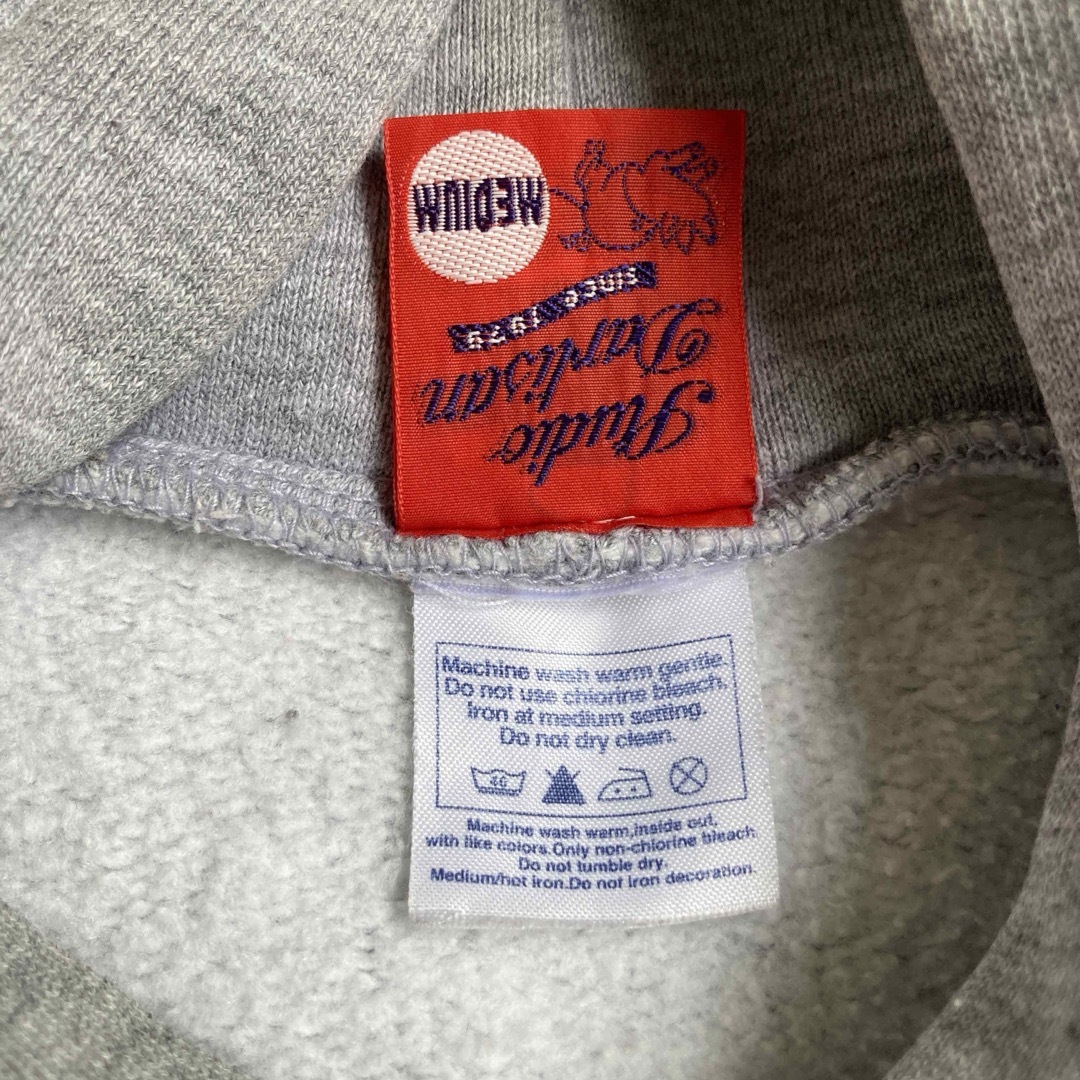 Studio
Dartisan
SINCE 1979
MEDIUM
Machine wash warm gentle.
Do not use chlorine bleach,
Iron at medium setting.
Do not dry clean.
40
Machine wash warm,inside out,
with like colors.Only non-chlorine bleach
Do not tumble dry.
Medium/hot iron.Do not iron decoration.